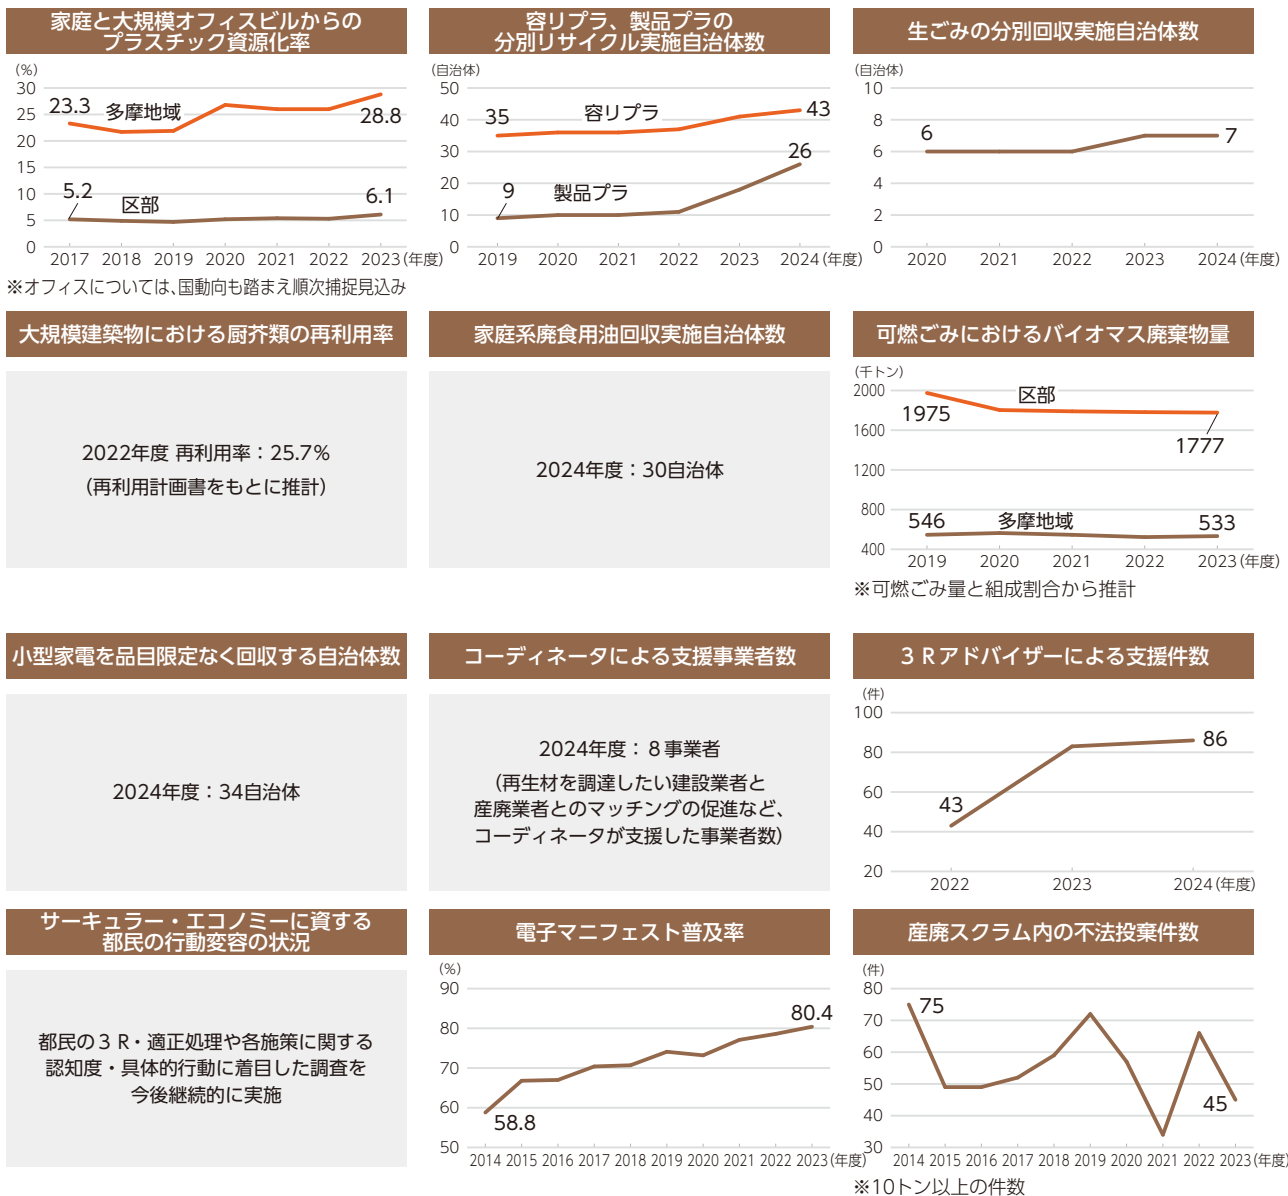 家庭と大規模オフィスビルからの
プラスチック資源化率
(%)
30
25
20
15
10
5
0
23.3
多摩地域
28.8
5.2
区部
6.1
2017 2018 2019 2020 2021 2022 2023(年度)
※オフィスについては、国動向も踏まえ順次捕捉見込み
容リプラ、製品プラの
分別リサイクル実施自治体数
(自治体)
50
40
30
20
10
0
35
容リプラ
43
26
9
製品プラ
2019 2020 2021 2022 2023 2024(年度)
生ごみの分別回収実施自治体数
(自治体)
10
8
6
4
2
0
6
7
2020 2021 2022 2023 2024(年度)
大規模建築物における厨芥類の再利用率
2022年度 再利用率：25.7%
（再利用計画書をもとに推計）
家庭系廃食用油回収実施自治体数
2024年度：30自治体
可燃ごみにおけるバイオマス廃棄物量
(千トン)
2000
1600
1200
800
400
1975
区部
1777
546
多摩地域
533
2019 2020 2021 2022 2023(年度)
※可燃ごみ量と組成割合から推計
小型家電を品目限定なく回収する自治体数
2024年度：34自治体
コーディネータによる支援事業者数
2024年度：８事業者
（再生材を調達したい建設業者と
産廃業者とのマッチングの促進など、
コーディネータが支援した事業者数）
３Ｒアドバイザーによる支援件数
(件)
100
80
60
40
20
43
86
2022 2023 2024(年度)
サーキュラー・エコノミーに資する
都民の行動変容の状況
都民の３Ｒ・適正処理や各施策に関する
認知度・具体的行動に着目した調査を
今後継続的に実施
電子マニフェスト普及率
(%)
90
80
70
60
50
58.8
80.4
2014 2015 2016 2017 2018 2019 2020 2021 2022 2023(年度)
産廃スクラム内の不法投棄件数
(件)
80
70
60
50
40
30
75
45
2014 2015 2016 2017 2018 2019 2020 2021 2022 2023(年度)
※10トン以上の件数